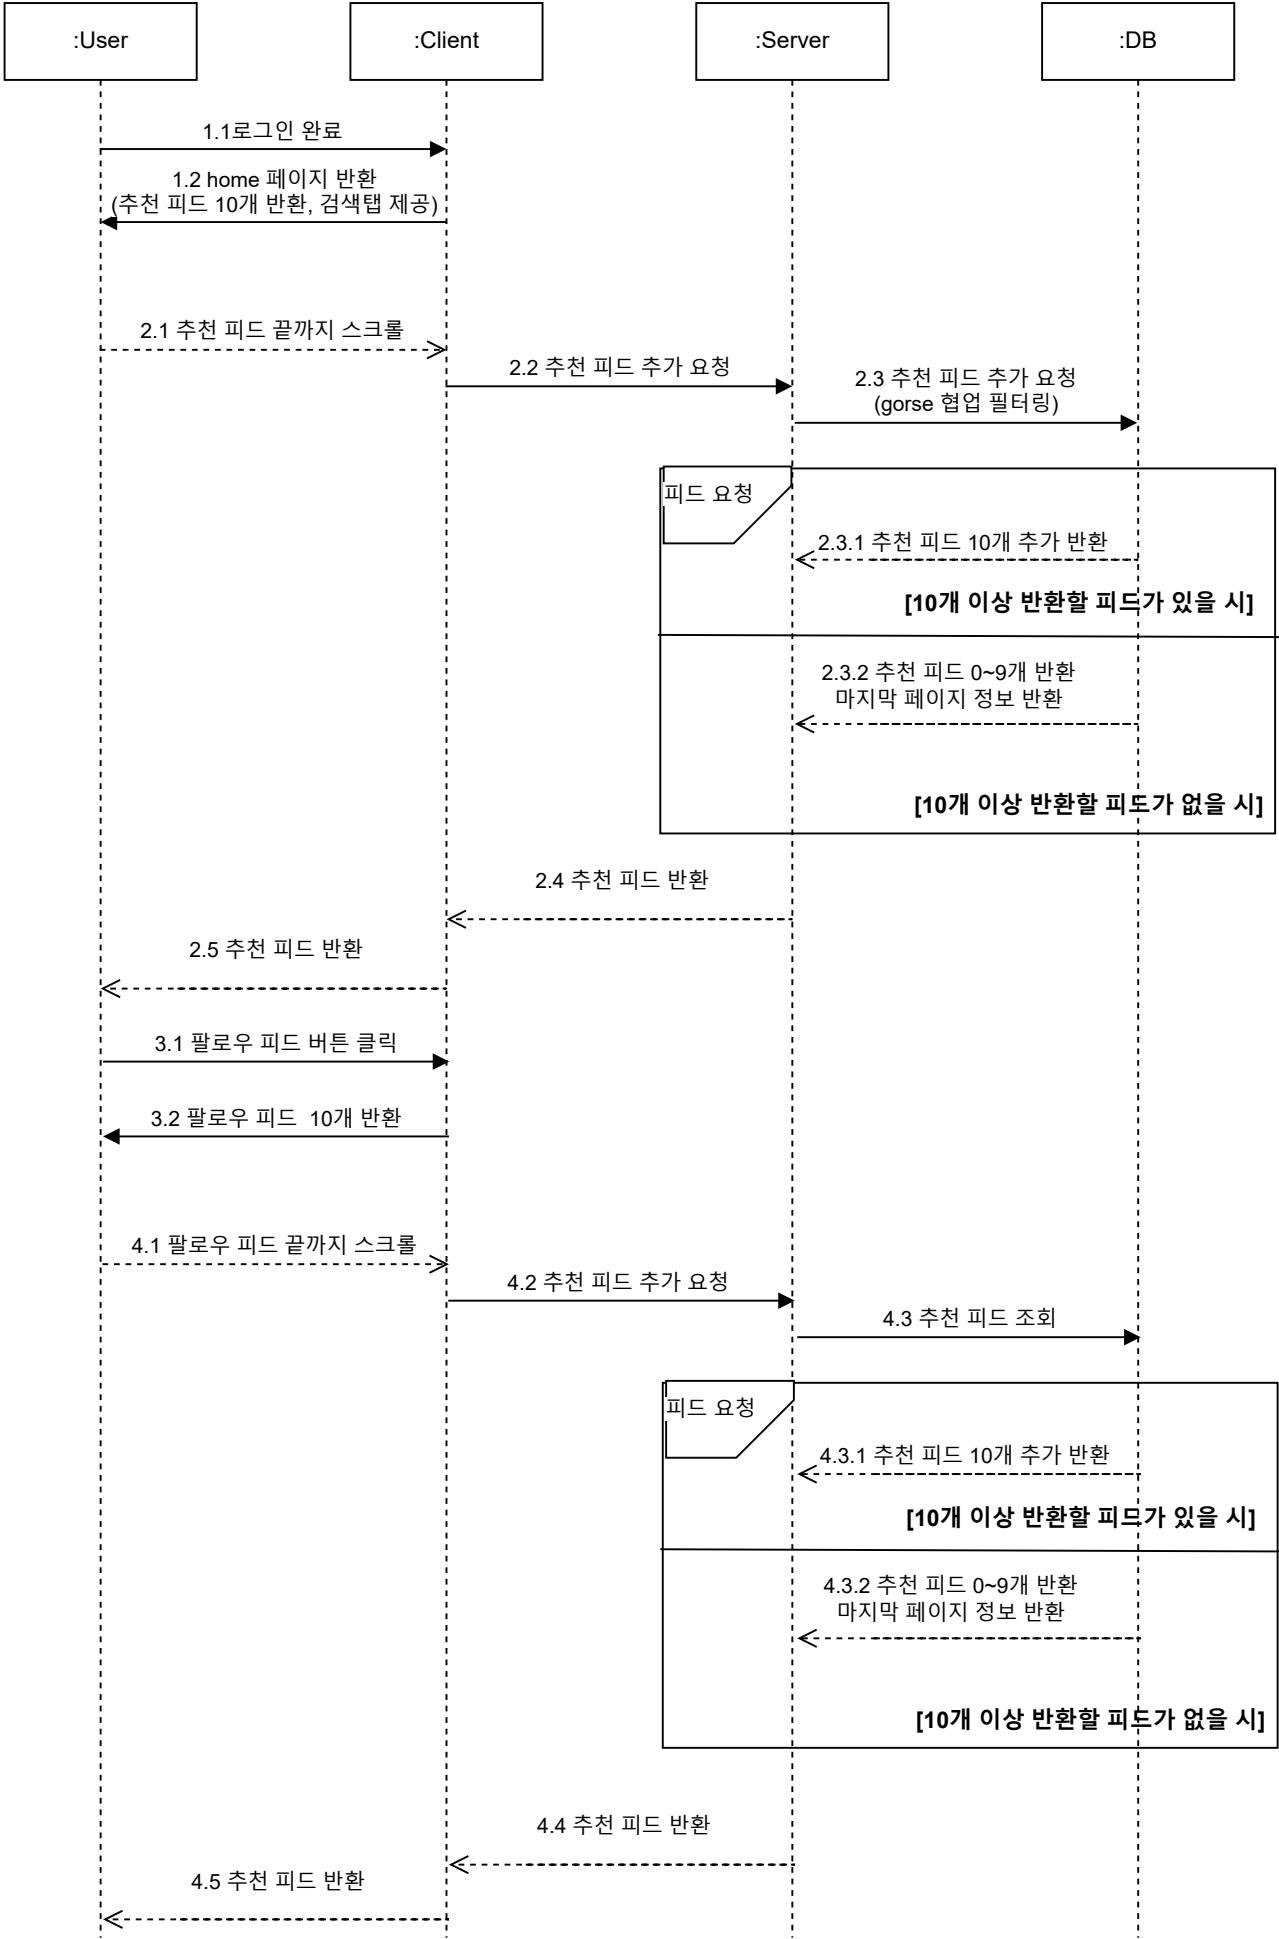 :User
:Client
:Server
:DB
1.1로그인 완료
1.2 home 페이지 반환
(추천 피드 10개 반환, 검색탭 제공)
2.1 추천 피드 끝까지 스크롤
2.2 추천 피드 추가 요청
2.3 추천 피드 추가 요청
(gorse 협업 필터링)
피드 요청
2.3.1 추천 피드 10개 추가 반환
[10개 이상 반환할 피드가 있을 시]
2.3.2 추천 피드 0~9개 반환
마지막 페이지 정보 반환
[10개 이상 반환할 피드가 없을 시]
2.4 추천 피드 반환
2.5 추천 피드 반환
3.1 팔로우 피드 버튼 클릭
3.2 팔로우 피드  10개 반환
4.1 팔로우 피드 끝까지 스크롤
4.2 추천 피드 추가 요청
4.3 추천 피드 조회
피드 요청
4.3.1 추천 피드 10개 추가 반환
[10개 이상 반환할 피드가 있을 시]
4.3.2 추천 피드 0~9개 반환
마지막 페이지 정보 반환
[10개 이상 반환할 피드가 없을 시]
4.4 추천 피드 반환
4.5 추천 피드 반환